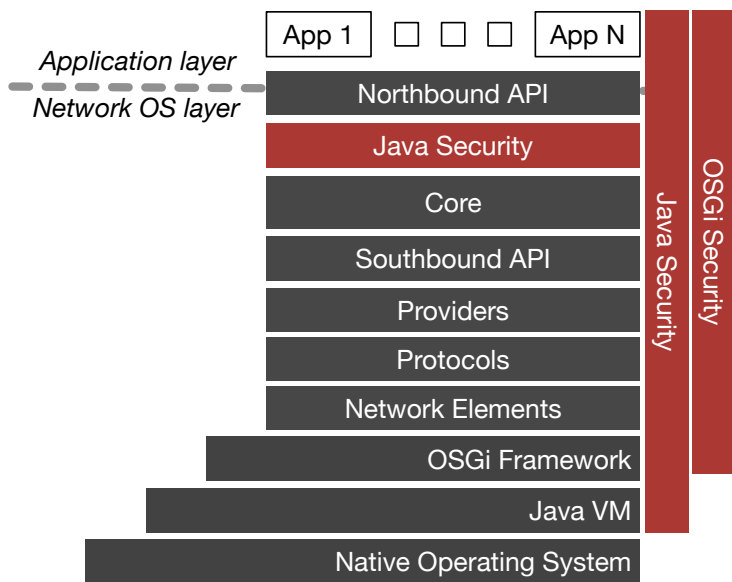 App 1
App N
Application layer
Network OS layer
Northbound API
Java Security
Core
Southbound API
Providers
Protocols
Network Elements
OSGi Framework
Java VM
Native Operating System
Java Security
OSGi Security